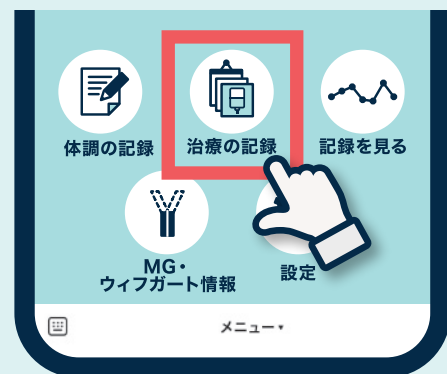 体調の記録
治療の記録
記録を見る
MG・
ウィフガート情報
設定
メニュー▾